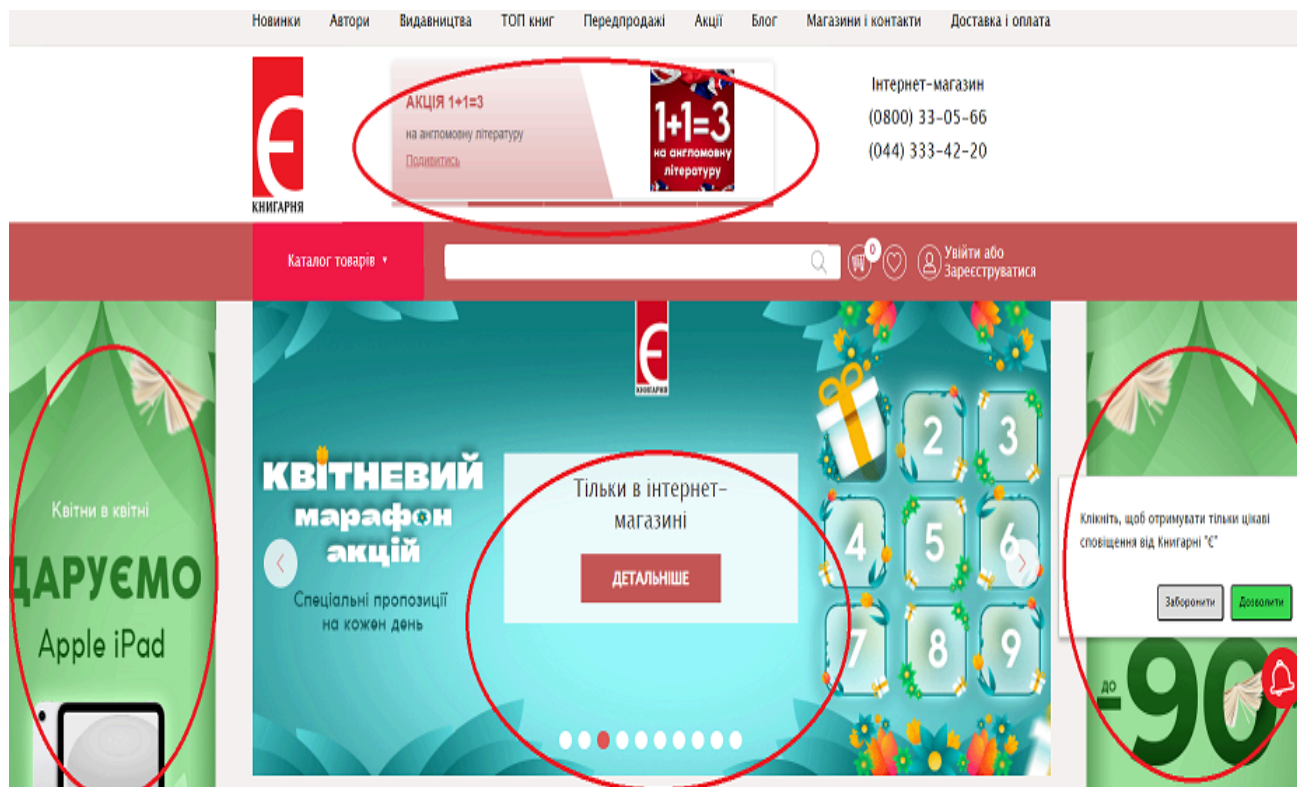 Новинки Автори Видавництва ТОП книг Передпродажі Акції Блог Магазини і контакти Доставка і оплата
Є
КНИГАРНЯ
АКЦІЯ 1+1=3
на англомовну літературу
Подивитись
1+1=3
на англомовну
літературу
Інтернет-магазин
(0800) 33-05-66
(044) 333-42-20
Каталог товарів
0
Увійти або
Зареєструватися
Квітни в квітні
ДАРУЄМО
Apple iPad
Є
КНИГАРНЯ
КВІТНЕВИЙ
марафон
акцій
Спеціальні пропозиції
на кожен день
Тільки в інтернет-
магазині
ДЕТАЛЬНІШЕ
2 3
4 5 6
7 8 9
Клікніть, щоб отримувати тільки цікаві
сповіщення від Книгарні "Є"
Заборонити Дозволити
до
-90